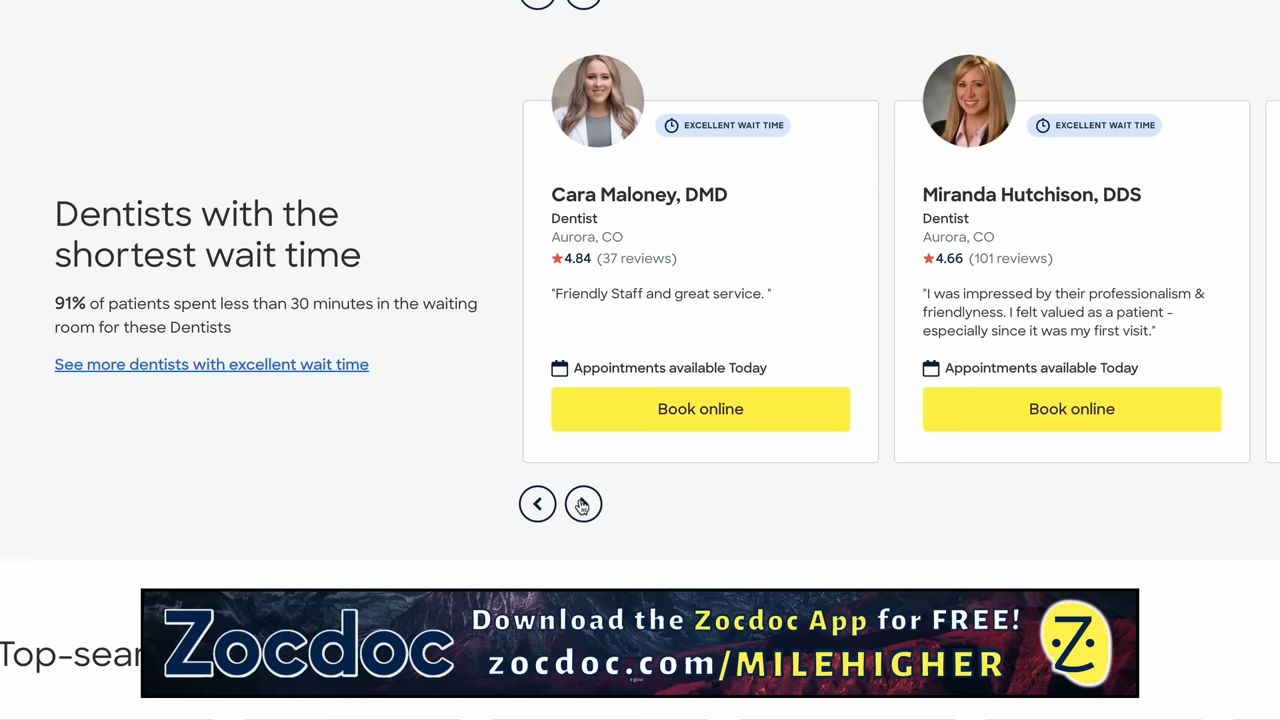 Dentists with the
shortest wait time
91% of patients spent less than 30 minutes in the waiting
room for these Dentists
See more dentists with excellent wait time
EXCELLENT WAIT TIME
Cara Maloney, DMD
Dentist
Aurora, CO
4.84 (37 reviews)
"Friendly Staff and great service. "
Appointments available Today
Book online
EXCELLENT WAIT TIME
Miranda Hutchison, DDS
Dentist
Aurora, CO
4.66 (101 reviews)
"I was impressed by their professionalism &
friendlyness. I felt valued as a patient -
especially since it was my first visit."
Appointments available Today
Book online
Top-sear
Zocdoc
Download the Zocdoc App for FREE!
zocdoc.com/MILEHIGHER
Z